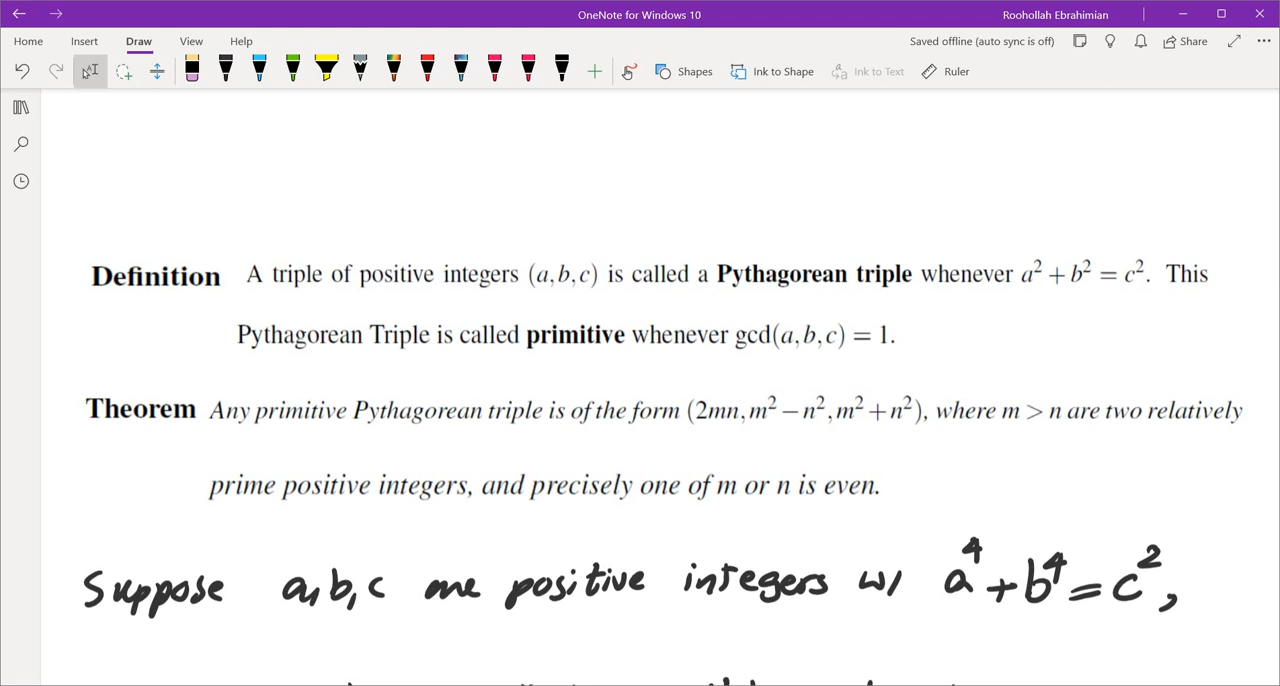 OneNote for Windows 10
Roohollah Ebrahimian
Home Insert Draw View Help
Saved offline (auto sync is off) Share
Shapes Ink to Shape Ink to Text Ruler
Definition A triple of positive integers (a,b,c) is called a Pythagorean triple whenever a² + b² = c². This
Pythagorean Triple is called primitive whenever gcd(a,b,c) = 1.
Theorem Any primitive Pythagorean triple is of the form (2mn, m² − n², m² + n²), where m > n are two relatively
prime positive integers, and precisely one of m or n is even.
Suppose a,b,c are positive integers w/ a⁴ + b⁴ = c²,